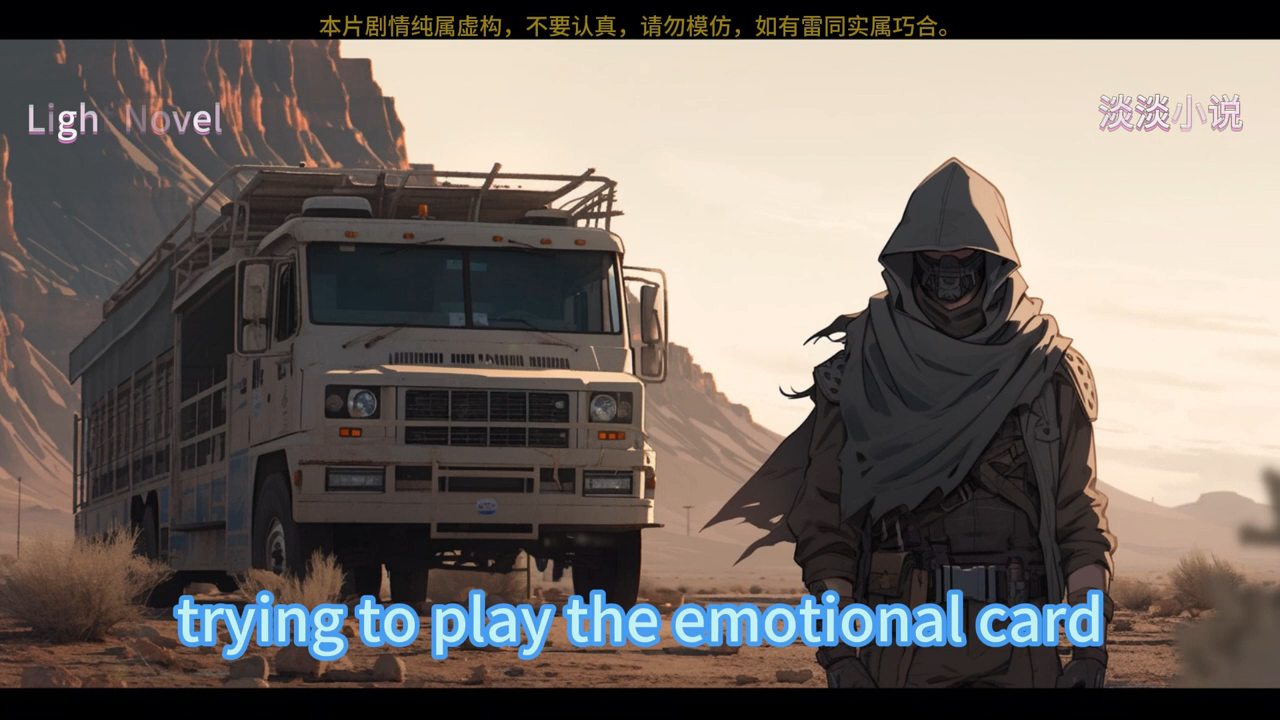 本片剧情纯属虚构，不要认真，请勿模仿，如有雷同实属巧合。
Ligh Novel
淡淡小说
trying to play the emotional card